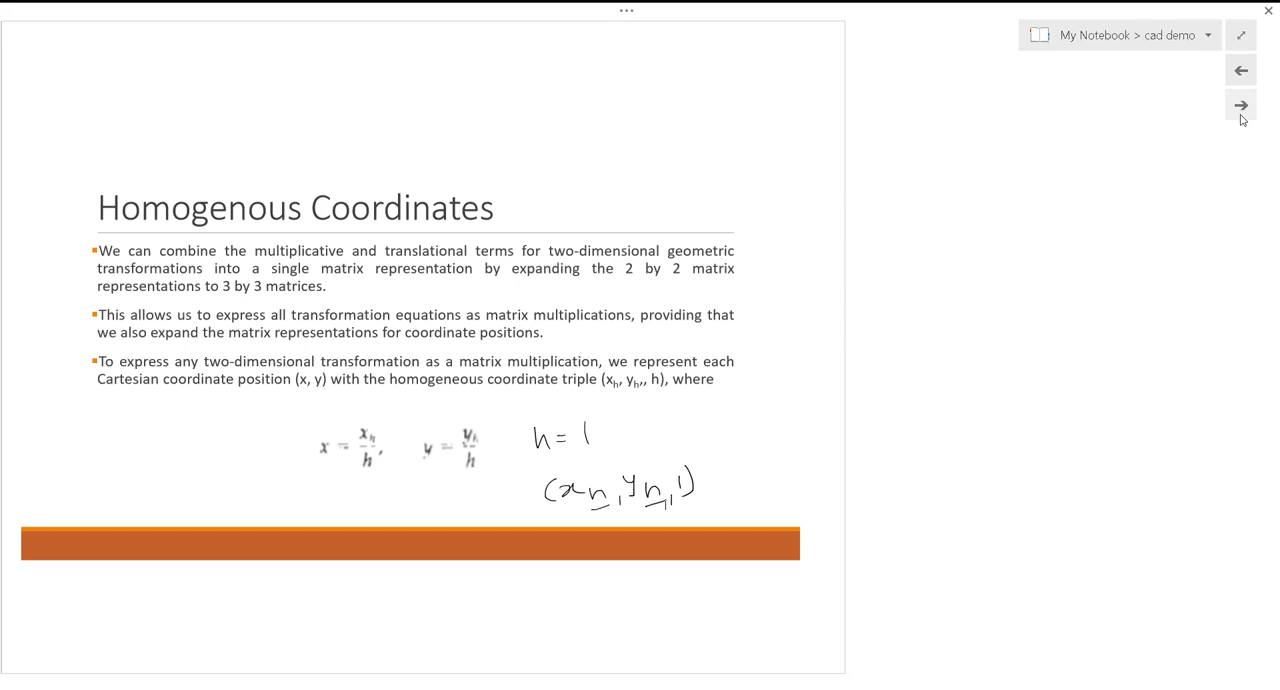 My Notebook > cad demo
Homogenous Coordinates
▪We can combine the multiplicative and translational terms for two-dimensional geometric
transformations into a single matrix representation by expanding the 2 by 2 matrix
representations to 3 by 3 matrices.
▪This allows us to express all transformation equations as matrix multiplications, providing that
we also expand the matrix representations for coordinate positions.
▪To express any two-dimensional transformation as a matrix multiplication, we represent each
Cartesian coordinate position (x, y) with the homogeneous coordinate triple (xₕ, yₕ,, h), where
x = xₕ/h, y = yₕ/h h = 1
(xₕ, yₕ, 1)